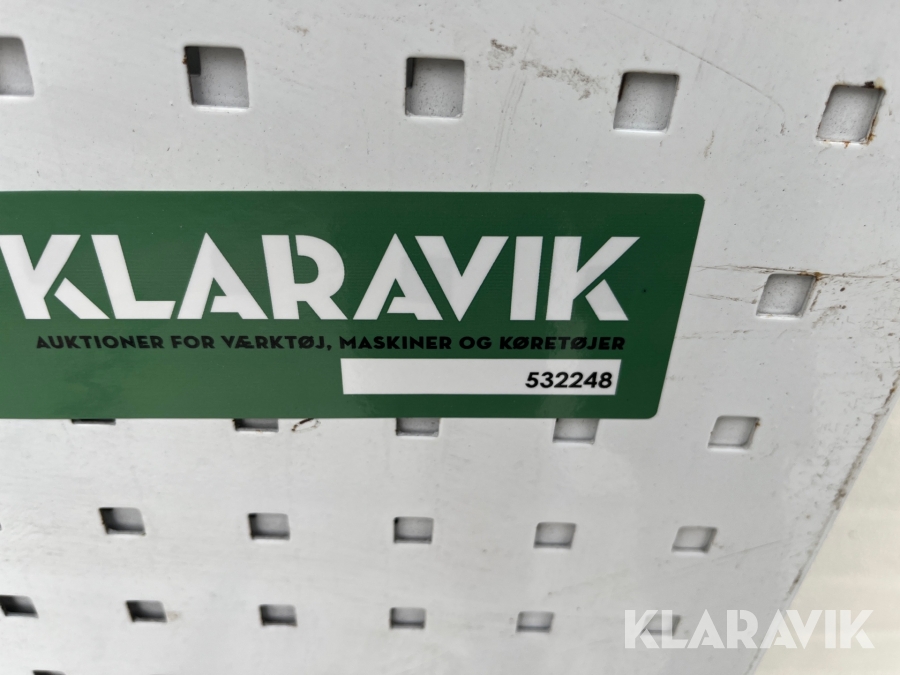 KLARAVIK
AUKTIONER FOR VÆRKTØJ, MASKINER OG KØRETØJER
532248
KLARAVIK